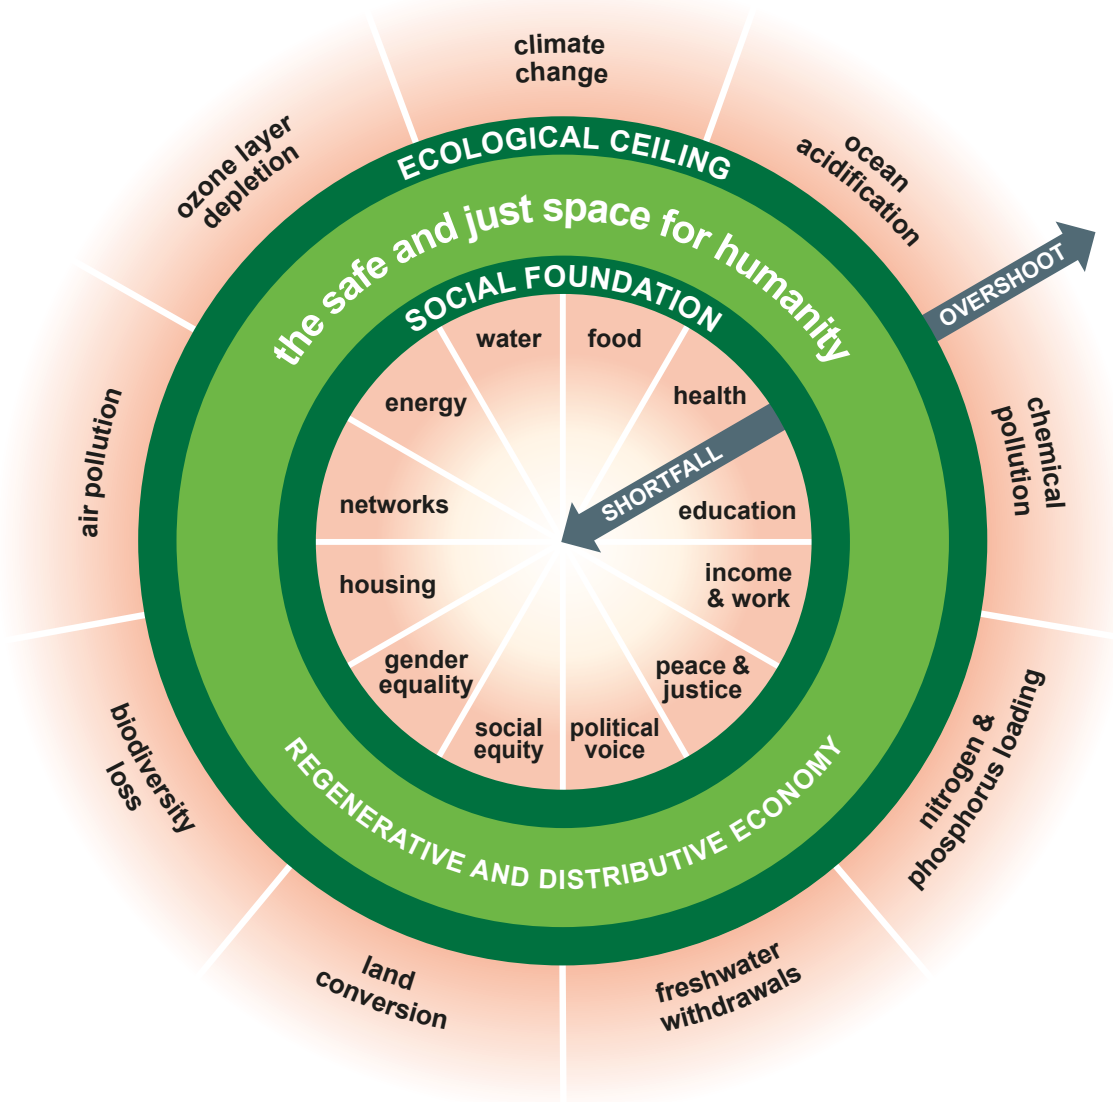 climate
change
ozone layer
depletion
ocean
acidification
ECOLOGICAL CEILING
the safe and just space for humanity
OVERSHOOT
SOCIAL FOUNDATION
water
food
energy
health
air pollution
chemical
pollution
SHORTFALL
networks
education
housing
income
& work
gender
equality
peace &
justice
social
equity
political
voice
biodiversity
loss
nitrogen &
phosphorus loading
REGENERATIVE AND DISTRIBUTIVE ECONOMY
land
conversion
freshwater
withdrawals